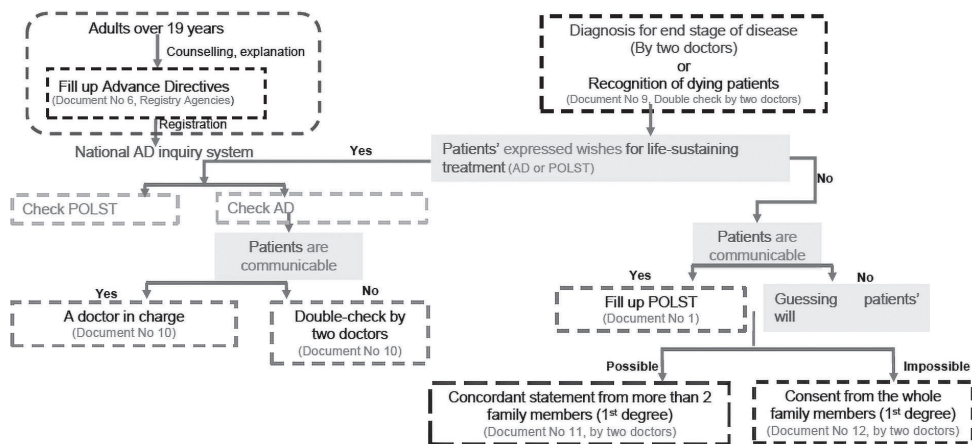 Adults over 19 years
Counselling, explanation
Fill up Advance Directives
(Document No 6, Registry Agencies)
Registration
National AD inquiry system
Diagnosis for end stage of disease
(By two doctors)
or
Recognition of dying patients
(Document No 9, Double check by two doctors)
Yes
Patients' expressed wishes for life-sustaining
treatment (AD or POLST)
No
Check POLST
Check AD
Patients are
communicable
Yes
No
A doctor in charge
(Document No 10)
Double-check by
two doctors
(Document No 10)
Patients are
communicable
Yes
No
Fill up POLST
(Document No 1)
Guessing patients'
will
Possible
Impossible
Concordant statement from more than 2
family members (1st degree)
(Document No 11, by two doctors)
Consent from the whole
family members (1st degree)
(Document No 12, by two doctors)